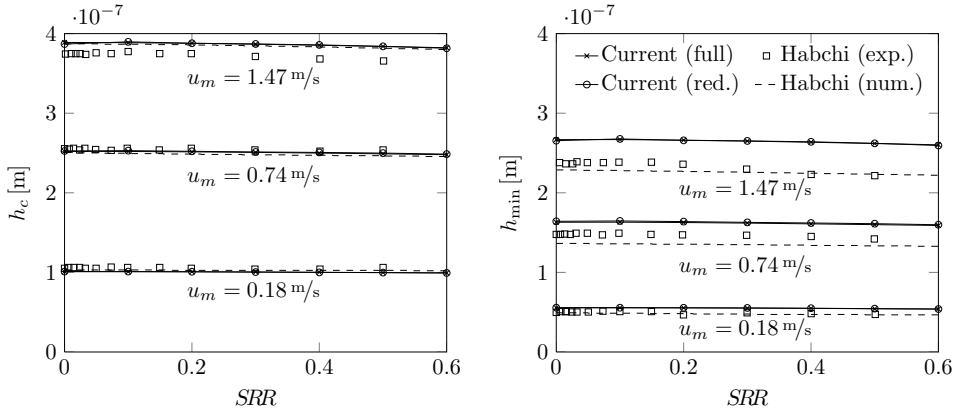 ·10⁻⁷
4
3
2
1
0
h_c [m]
u_m = 1.47 m/s
u_m = 0.74 m/s
u_m = 0.18 m/s
0 0.2 0.4 0.6
SRR
·10⁻⁷
4
3
2
1
0
h_min [m]
Current (full) Habchi (exp.)
Current (red.) Habchi (num.)
u_m = 1.47 m/s
u_m = 0.74 m/s
u_m = 0.18 m/s
0 0.2 0.4 0.6
SRR